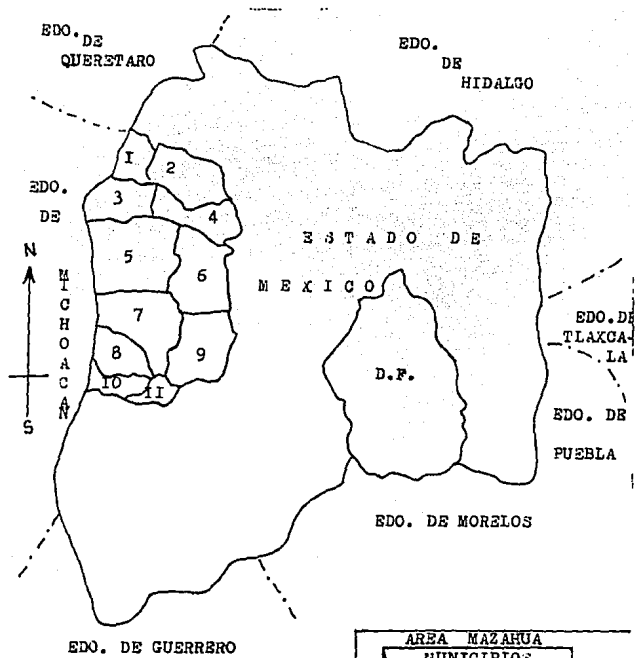 EDO. DE
QUERETARO
EDO.
DE
HIDALGO
1
2
EDO.
DE
3
4
ESTADO DE
N
5
6
MEXICO
MICHOACAN
7
EDO. DE
TLAXCA-
LA
8
9
D.F.
10
11
S
EDO. DE
PUEBLA
EDO. DE MORELOS
EDO. DE GUERRERO
AREA MAZAHUA
MUNICIPIOS